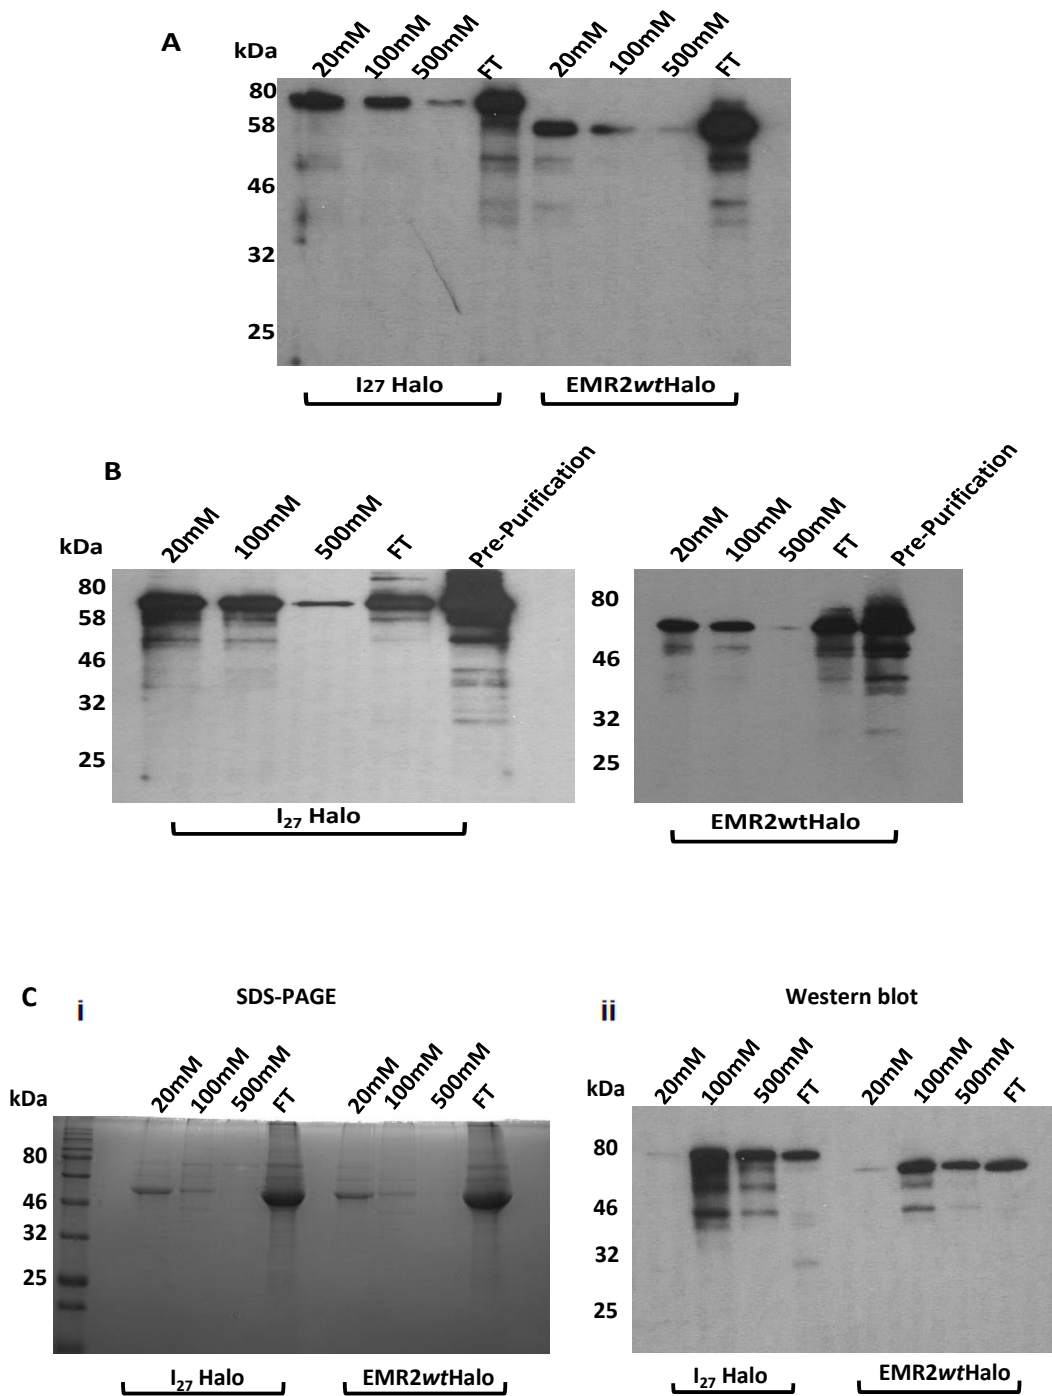 A
kDa 20mM 100mM 500mM FT 20mM 100mM 500mM FT
80
58
46
32
25
I27 Halo EMR2wtHalo
B
kDa 20mM 100mM 500mM FT Pre-Purification
80
58
46
32
25
I27 Halo
20mM 100mM 500mM FT Pre-Purification
80
46
32
25
EMR2wtHalo
C
i SDS-PAGE
kDa 20mM 100mM 500mM FT 20mM 100mM 500mM FT
80
46
32
25
I27 Halo EMR2wtHalo
ii Western blot
kDa 20mM 100mM 500mM FT 20mM 100mM 500mM FT
80
46
32
25
I27 Halo EMR2wtHalo